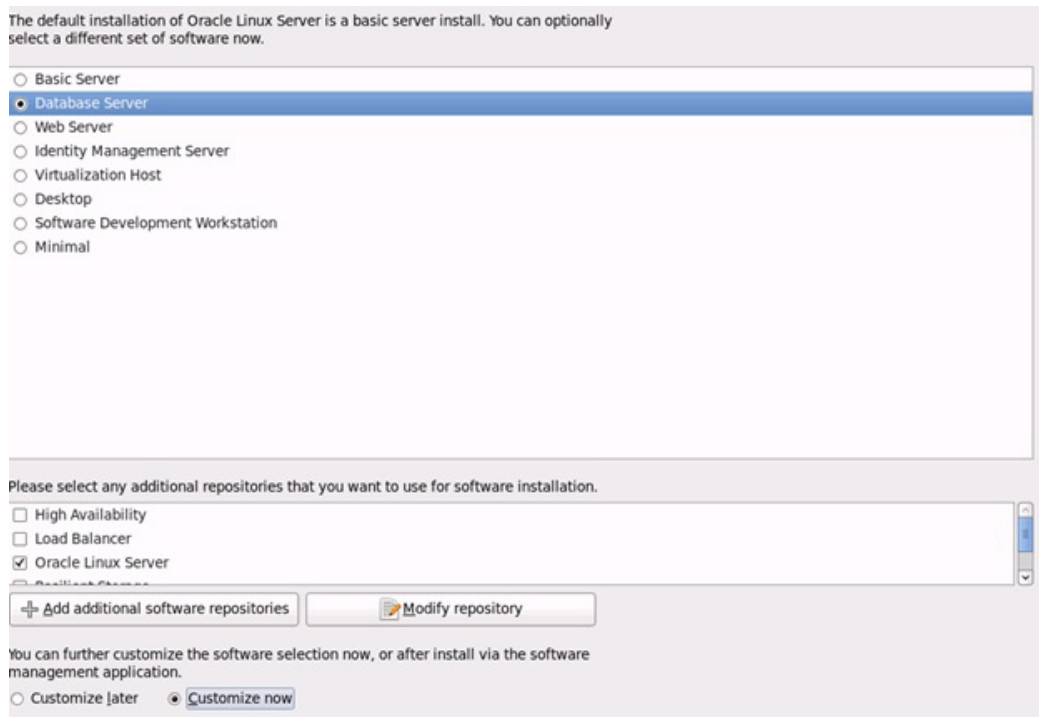 The default installation of Oracle Linux Server is a basic server install. You can optionally
select a different set of software now.
Basic Server
Database Server
Web Server
Identity Management Server
Virtualization Host
Desktop
Software Development Workstation
Minimal
Please select any additional repositories that you want to use for software installation.
High Availability
Load Balancer
Oracle Linux Server
Resilient Storage
Add additional software repositories
Modify repository
You can further customize the software selection now, or after install via the software
management application.
Customize later
Customize now